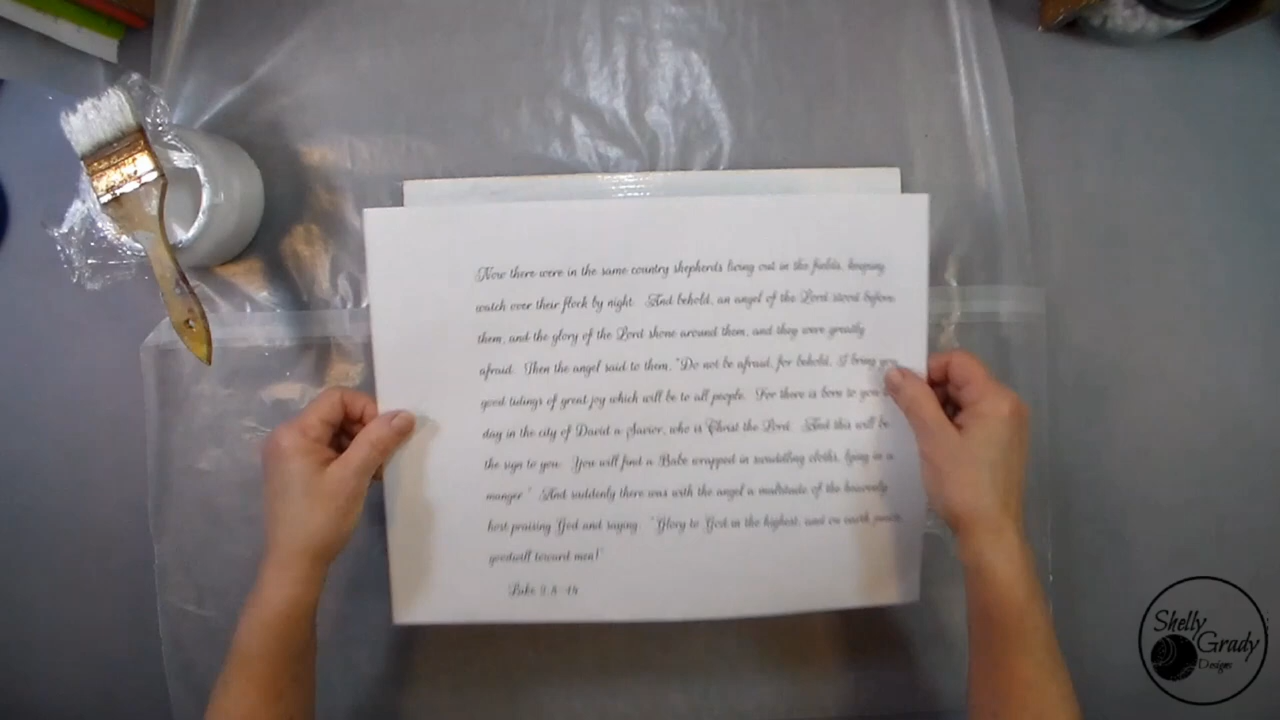 Now there were in the same country shepherds living out in the fields, keeping
watch over their flock by night. And behold, an angel of the Lord stood before
them, and the glory of the Lord shone around them, and they were greatly
afraid. Then the angel said to them, "Do not be afraid, for behold, I bring you
good tidings of great joy which will be to all people. For there is born to you
day in the city of David a Savior, who is Christ the Lord. And this will be
the sign to you: You will find a Babe wrapped in swaddling cloths, lying in a
manger." And suddenly there was with the angel a multitude of the heavenly
host praising God and saying: "Glory to God in the highest, and on earth peace,
goodwill toward men!"
Luke 2:8-14
Shelly
Grady
Designs